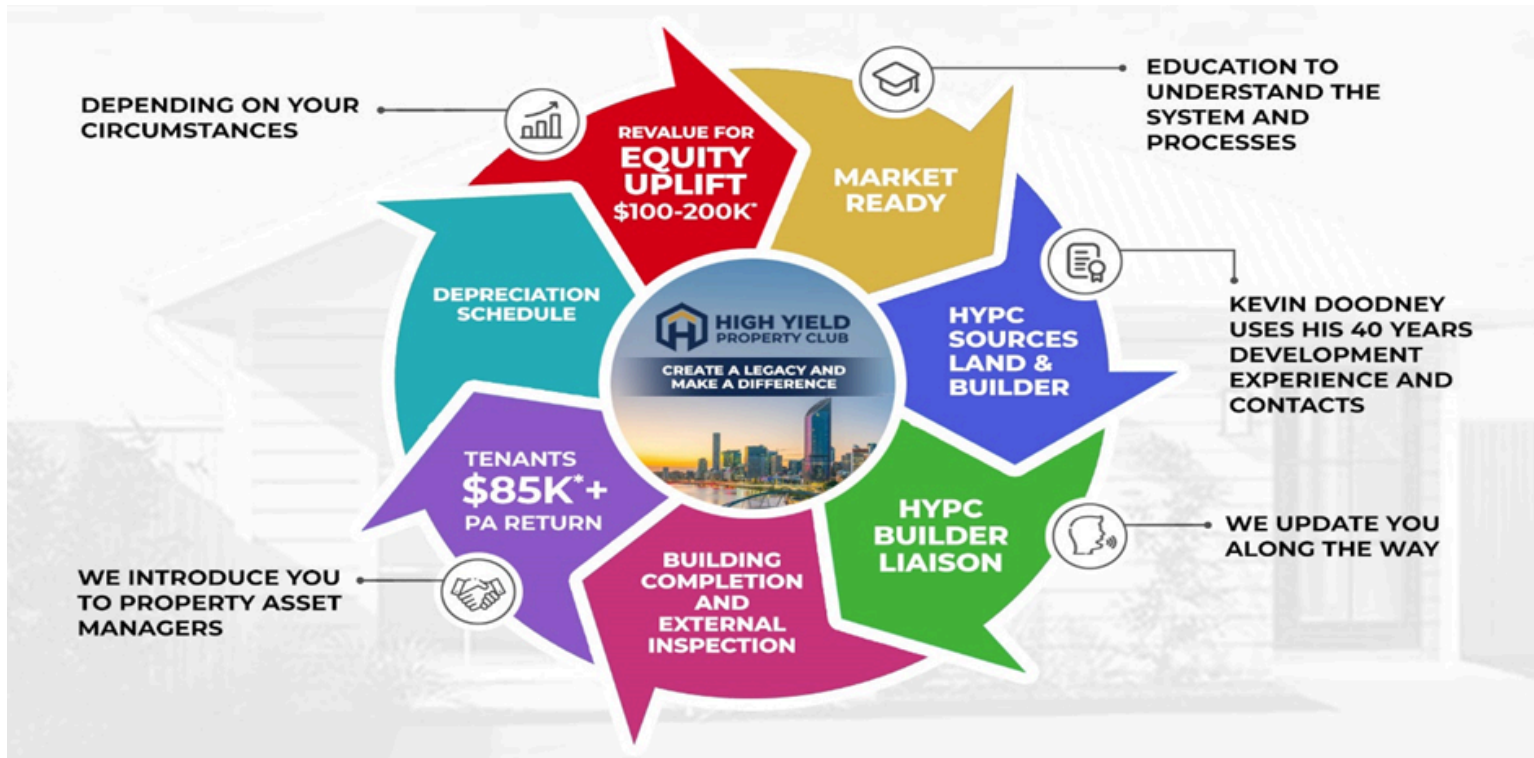 DEPENDING ON YOUR
CIRCUMSTANCES
REVALUE FOR
EQUITY
UPLIFT
$100-200K*
MARKET
READY
EDUCATION TO
UNDERSTAND THE
SYSTEM AND
PROCESSES
HYPC
SOURCES
LAND &
BUILDER
KEVIN DOODNEY
USES HIS 40 YEARS
DEVELOPMENT
EXPERIENCE AND
CONTACTS
HYPC
BUILDER
LIAISON
WE UPDATE YOU
ALONG THE WAY
BUILDING
COMPLETION
AND
EXTERNAL
INSPECTION
TENANTS
$85K*+
PA RETURN
WE INTRODUCE YOU
TO PROPERTY ASSET
MANAGERS
DEPRECIATION
SCHEDULE
HIGH YIELD
PROPERTY CLUB
CREATE A LEGACY AND
MAKE A DIFFERENCE